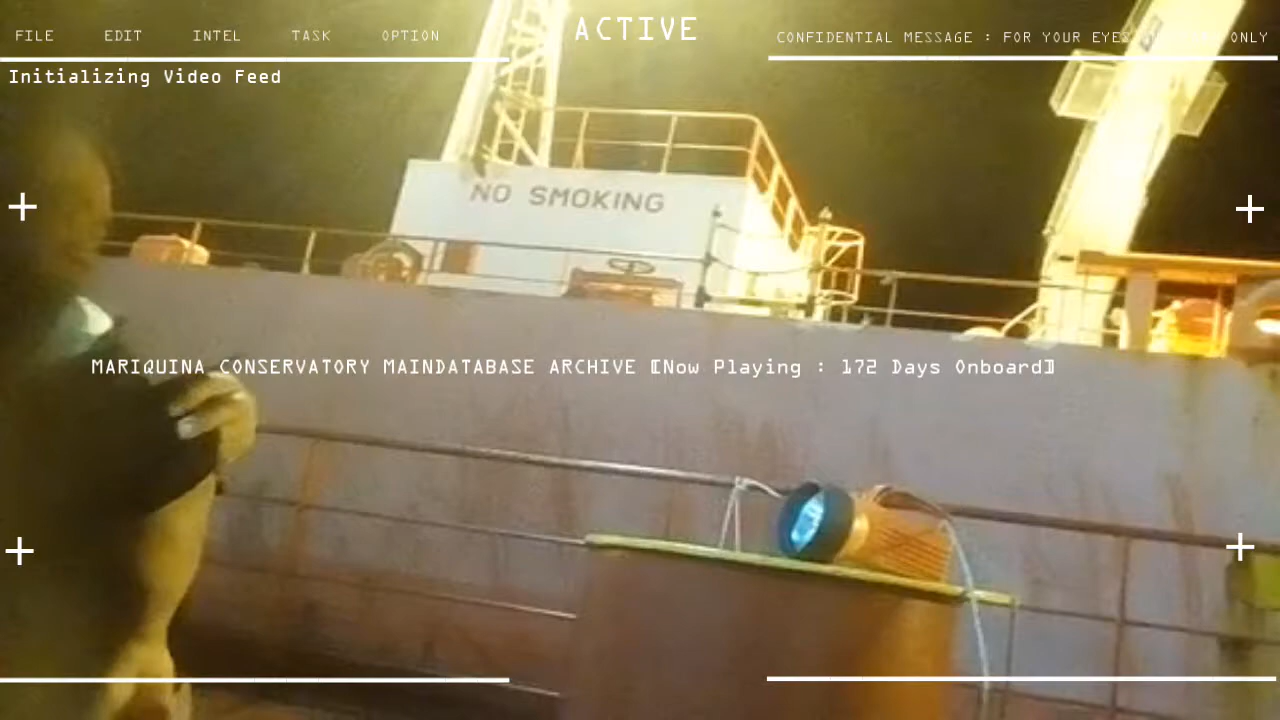 FILE EDIT INTEL TASK OPTION
ACTIVE
CONFIDENTIAL MESSAGE : FOR YOUR EYES ONLY
Initializing Video Feed
NO SMOKING
MARIQUINA CONSERVATORY MAINDATABASE ARCHIVE [Now Playing : 172 Days Onboard]